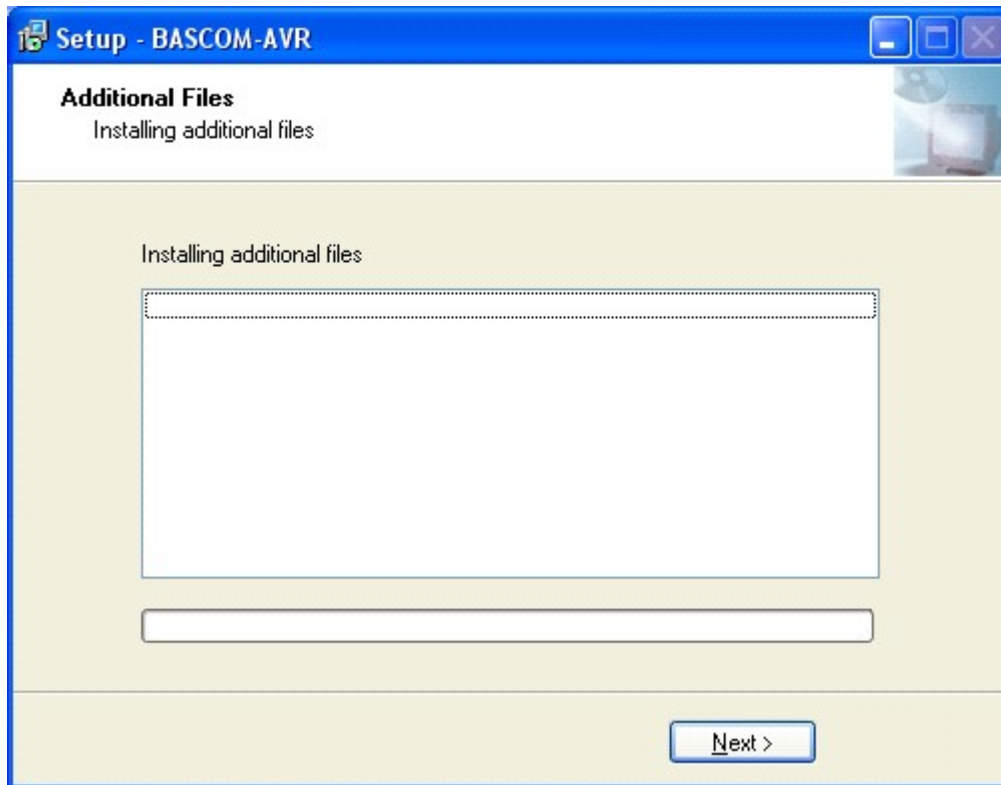 Setup - BASCOM-AVR
Additional Files
Installing additional files
Installing additional files
Next >